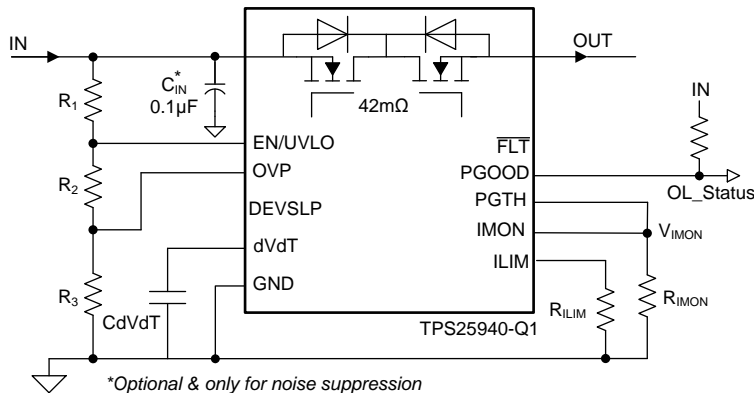 IN
OUT
R1
C*IN
0.1µF
42mΩ
IN
EN/UVLO
FLT
R2
OVP
PGOOD
OL_Status
DEVSLP
PGTH
dVdT
IMON
VIMON
ILIM
R3
GND
CdVdT
RILIM
RIMON
TPS25940-Q1
*Optional & only for noise suppression